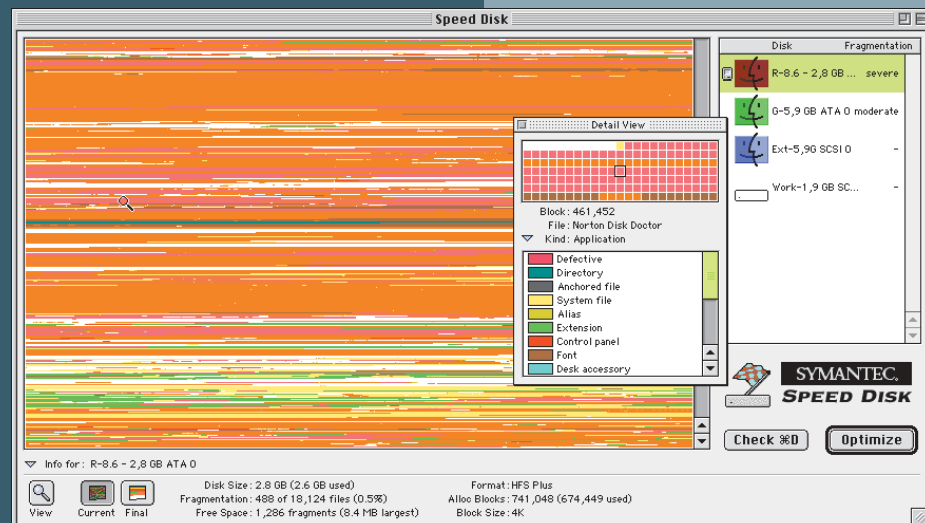 Speed Disk
Disk Fragmentation
R-8.6 - 2,8 GB ... severe
G-5,9 GB ATA 0 moderate
Ext-5,9G SCSI 0 -
Work-1,9 GB SC... -
Detail View
Block: 461,452
File: Norton Disk Doctor
Kind: Application
Defective
Directory
Anchored file
System file
Alias
Extension
Control panel
Font
Desk accessory
SYMANTEC.
SPEED DISK
Check ⌘D
Optimize
Info for: R-8.6 - 2,8 GB ATA 0
Disk Size: 2.8 GB (2.6 GB used)
Format: HFS Plus
Fragmentation: 488 of 18,124 files (0.5%)
Alloc Blocks: 741,048 (674,449 used)
Free Space: 1,286 fragments (8.4 MB largest)
Block Size: 4K
View
Current
Final